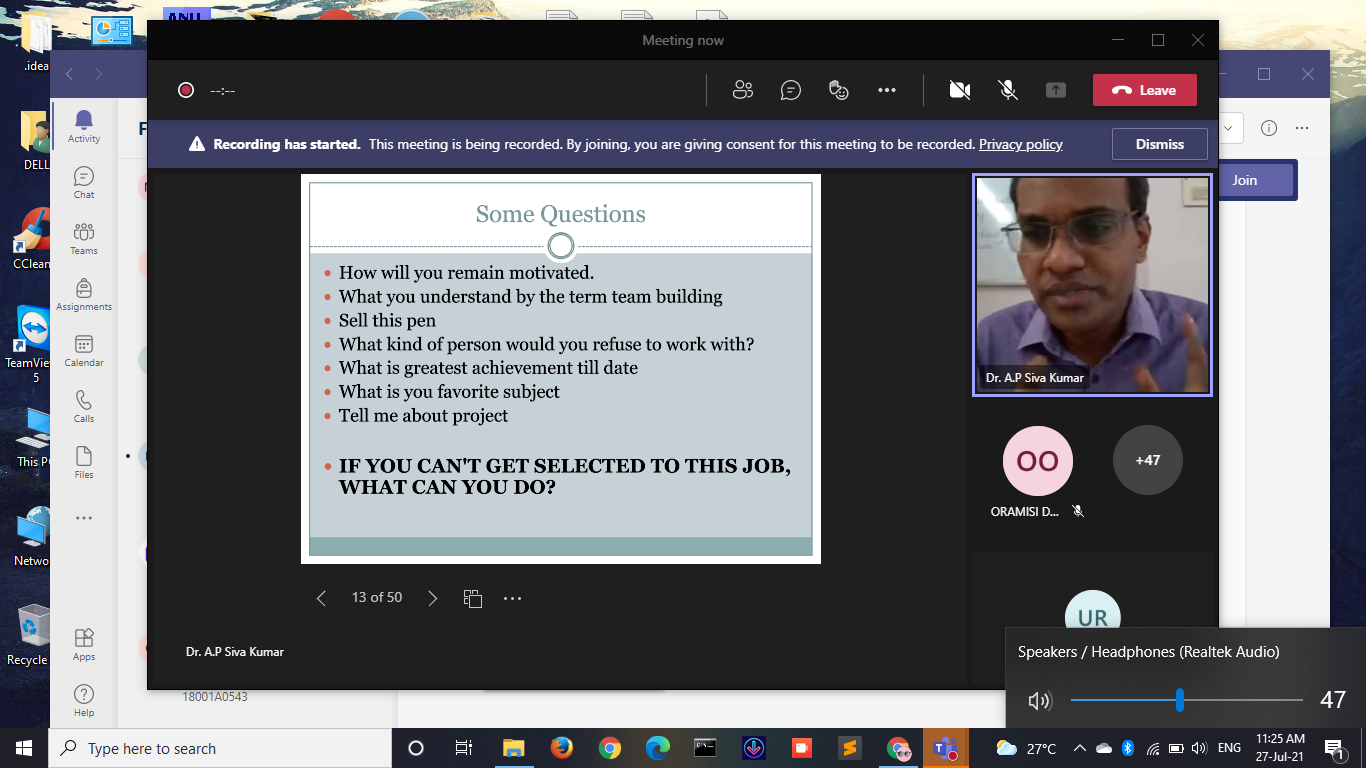 ANU
.idea
DELL
CClean
TeamVie
5
This P
Netwo
Recycle
Meeting now
--:--
Leave
Recording has started. This meeting is being recorded. By joining, you are giving consent for this meeting to be recorded. Privacy policy
Dismiss
Join
Activity
Chat
Teams
Assignments
Calendar
Calls
Files
Apps
Help
F
Some Questions
• How will you remain motivated.
• What you understand by the term team building
• Sell this pen
• What kind of person would you refuse to work with?
• What is greatest achievement till date
• What is you favorite subject
• Tell me about project
• IF YOU CAN'T GET SELECTED TO THIS JOB,
WHAT CAN YOU DO?
13 of 50
Dr. A.P Siva Kumar
Dr. A.P Siva Kumar
OO
+47
ORAMISI D...
UR
Speakers / Headphones (Realtek Audio)
47
18001A0543
Type here to search
27°C
ENG
11:25 AM
27-Jul-21
1